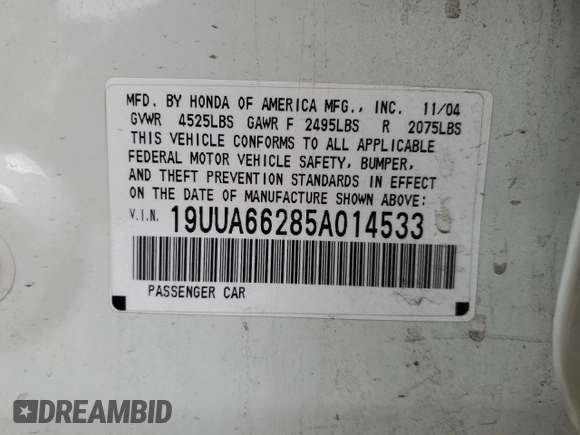 MFD. BY HONDA OF AMERICA MFG., INC. 11/04
GVWR 4525LBS GAWR F 2495LBS R 2075LBS
THIS VEHICLE CONFORMS TO ALL APPLICABLE
FEDERAL MOTOR VEHICLE SAFETY, BUMPER,
AND THEFT PREVENTION STANDARDS IN EFFECT
ON THE DATE OF MANUFACTURE SHOWN ABOVE:
V.I.N. 19UUA66285A014533
PASSENGER CAR
DREAMBID